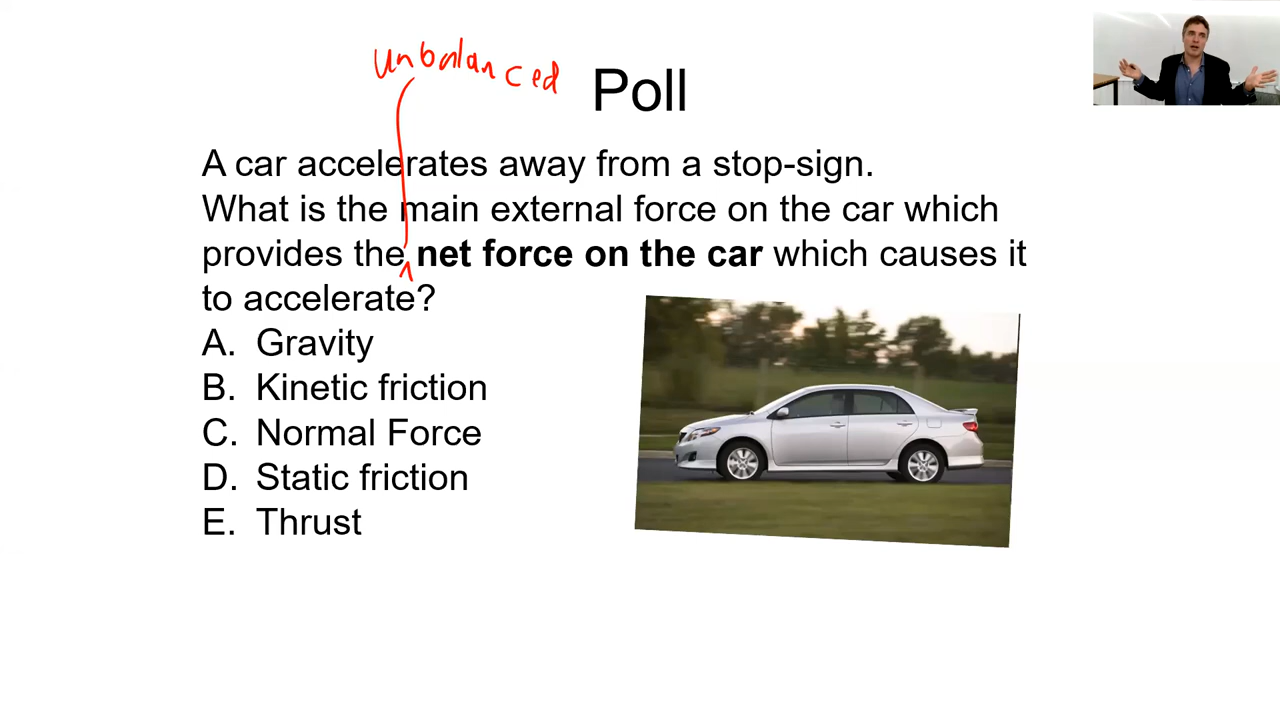 unbalanced
Poll
A car accelerates away from a stop-sign.
What is the main external force on the car which
provides the net force on the car which causes it
to accelerate?
A. Gravity
B. Kinetic friction
C. Normal Force
D. Static friction
E. Thrust